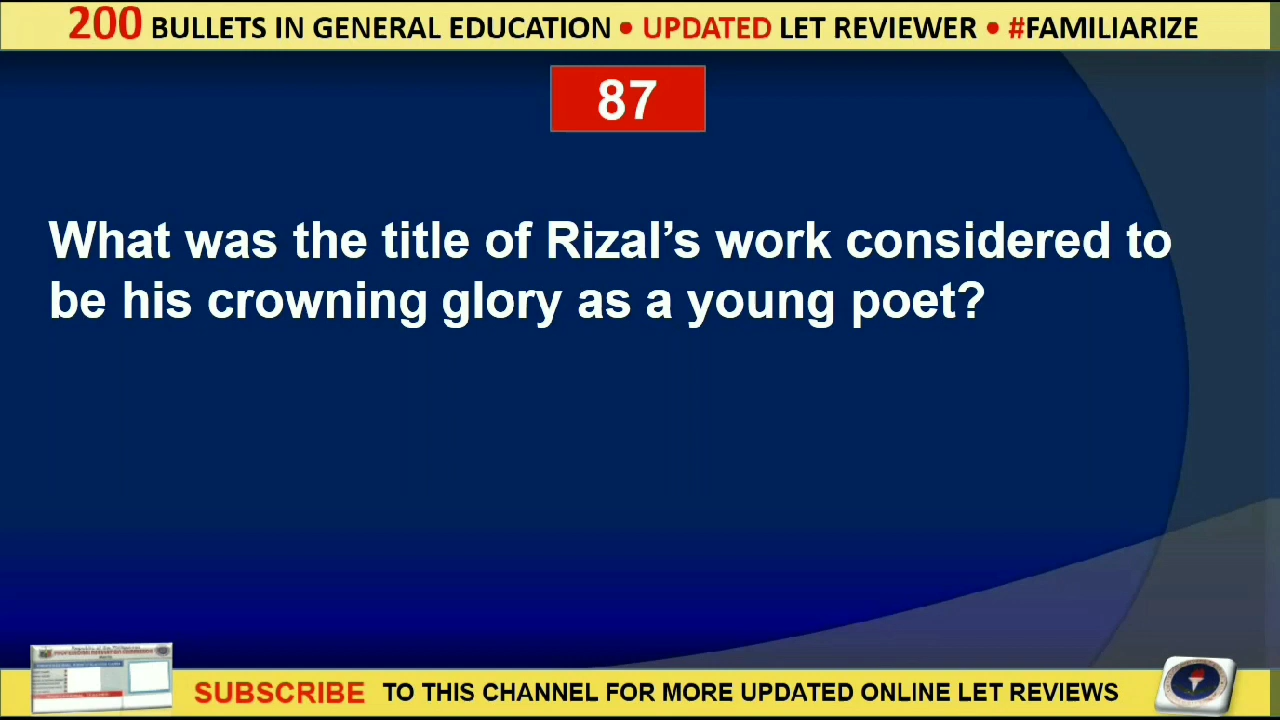 200 BULLETS IN GENERAL EDUCATION • UPDATED LET REVIEWER • #FAMILIARIZE
87
What was the title of Rizal’s work considered to
be his crowning glory as a young poet?
SUBSCRIBE TO THIS CHANNEL FOR MORE UPDATED ONLINE LET REVIEWS